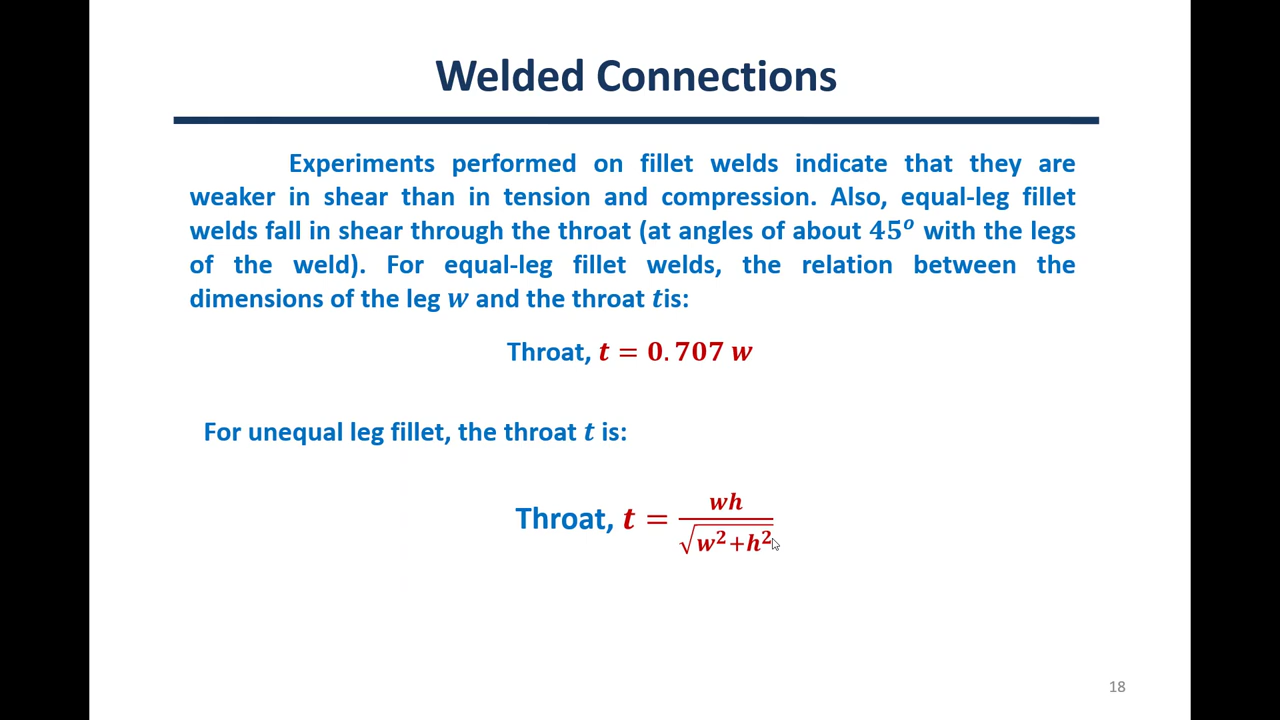 Welded Connections
Experiments performed on fillet welds indicate that they are
weaker in shear than in tension and compression. Also, equal-leg fillet
welds fall in shear through the throat (at angles of about 45° with the legs
of the weld). For equal-leg fillet welds, the relation between the
dimensions of the leg w and the throat t is:
Throat, t = 0.707 w
For unequal leg fillet, the throat t is:
Throat, t = wh / √(w²+h²)
18